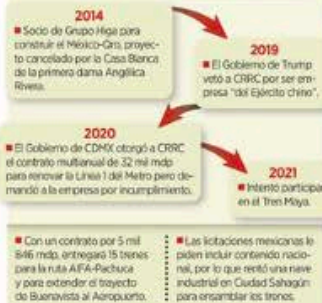 2014
■ Socio de Grupo Higa para
construir el México-Qro, proyec-
to cancelado por la Casa Blanca
de la primera dama Angélica
Rivera.
2019
■ El Gobierno de Trump
vetó a CRRC por ser em-
presa "del Ejército chino".
2020
■ El Gobierno de CDMX otorgó a CRRC
el contrato multianual de 32 mil mdp
para renovar la Línea 1 del Metro pero de-
mandó a la empresa por incumplimiento.
2021
■ Intentó participa
en el Tren Maya.
■ Con un contrato por 5 mil
846 mdp, entregará 15 trenes
para la ruta AIFA-Pachuca
y para extender el trayecto
de Buenavista al Aeropuerto.
■ Las licitaciones mexicanas le
piden incluir contenido nacio-
nal, por lo que rentó una nave
industrial en Ciudad Sahagún
para ensamblar los trenes.